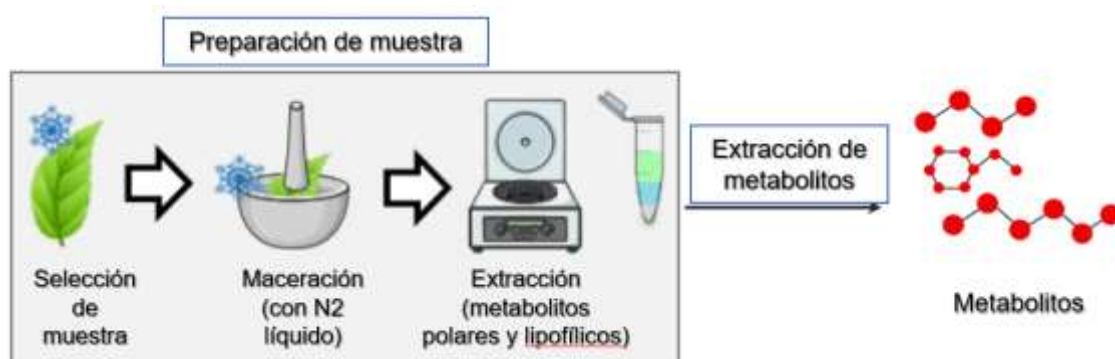 Preparación de muestra
Selección
de
muestra
Maceración
(con N2
líquido)
Extracción
(metabolitos
polares y lipofílicos)
Extracción de
metabolitos
Metabolitos